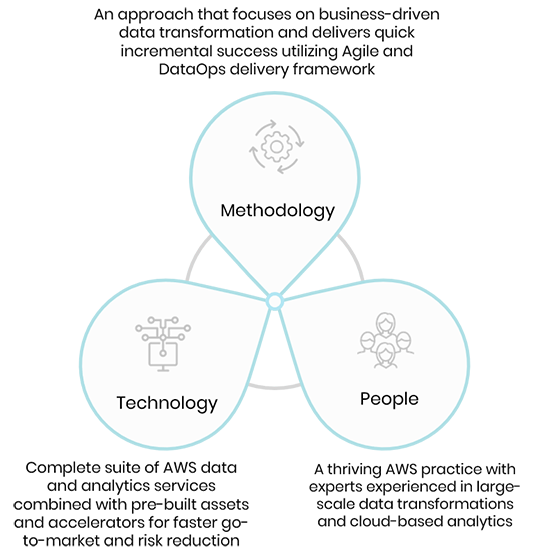 An approach that focuses on business-driven
data transformation and delivers quick
incremental success utilizing Agile and
DataOps delivery framework
Methodology
Technology
People
Complete suite of AWS data
and analytics services
combined with pre-built assets
and accelerators for faster go-
to-market and risk reduction
A thriving AWS practice with
experts experienced in large-
scale data transformations
and cloud-based analytics